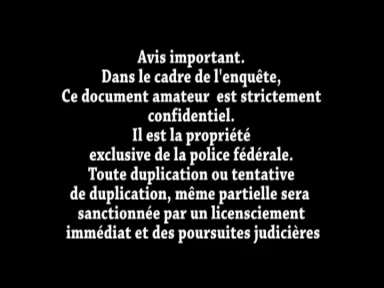 Avis important.
Dans le cadre de l'enquête,
Ce document amateur est strictement
confidentiel.
Il est la propriété
exclusive de la police fédérale.
Toute duplication ou tentative
de duplication, même partielle sera
sanctionnée par un licensciement
immédiat et des poursuites judicières